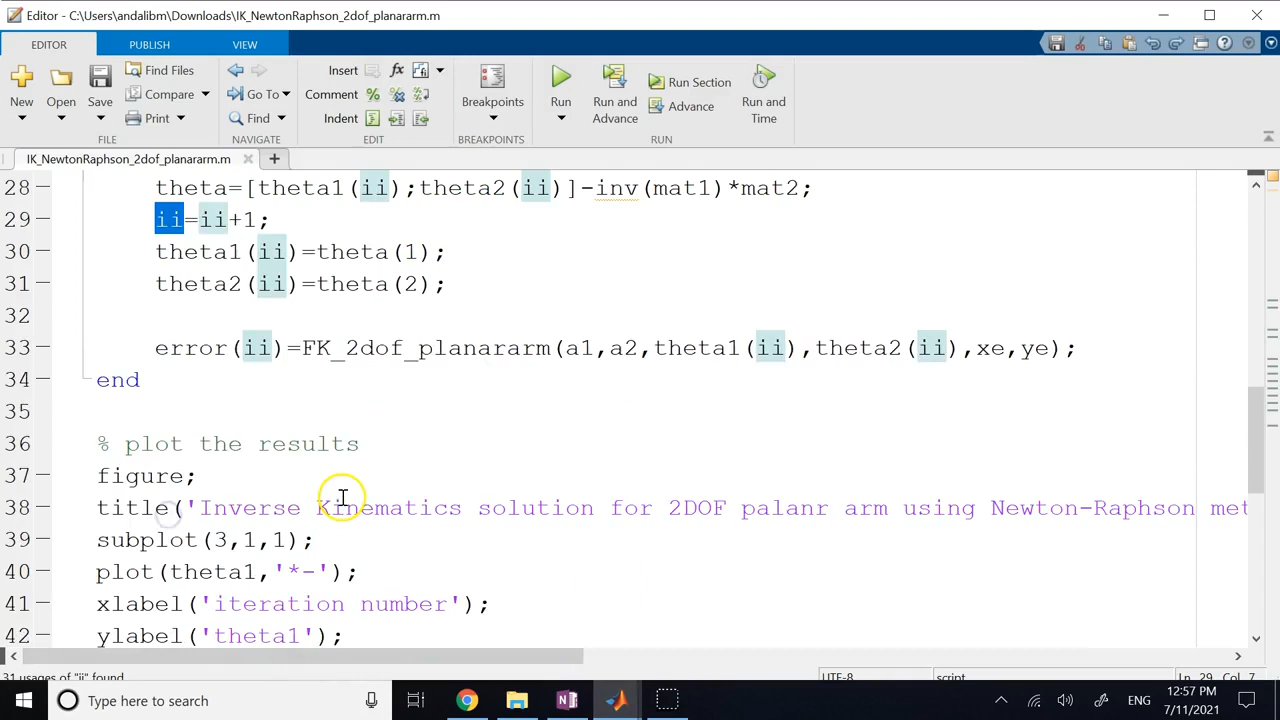 Editor - C:\Users\andalibm\Downloads\IK_NewtonRaphson_2dof_planararm.m
EDITOR PUBLISH VIEW
New Open Save
Find Files
Compare
Print
FILE
Go To
Find
NAVIGATE
Insert
Comment
Indent
EDIT
Breakpoints
BREAKPOINTS
Run
Run and Advance
Run Section
Advance
Run and Time
RUN
IK_NewtonRaphson_2dof_planararm.m
28 theta=[theta1(ii);theta2(ii)]-inv(mat1)*mat2;
29 ii=ii+1;
30 theta1(ii)=theta(1);
31 theta2(ii)=theta(2);
32
33 error(ii)=FK_2dof_planararm(a1,a2,theta1(ii),theta2(ii),xe,ye);
34 end
35
36 % plot the results
37 figure;
38 title('Inverse Kinematics solution for 2DOF palanr arm using Newton-Raphson met
39 subplot(3,1,1);
40 plot(theta1,'*-');
41 xlabel('iteration number');
42 ylabel('theta1');
31 usages of "ii" found
UTF-8 script Ln 29 Col 7
Type here to search
ENG
12:57 PM
7/11/2021